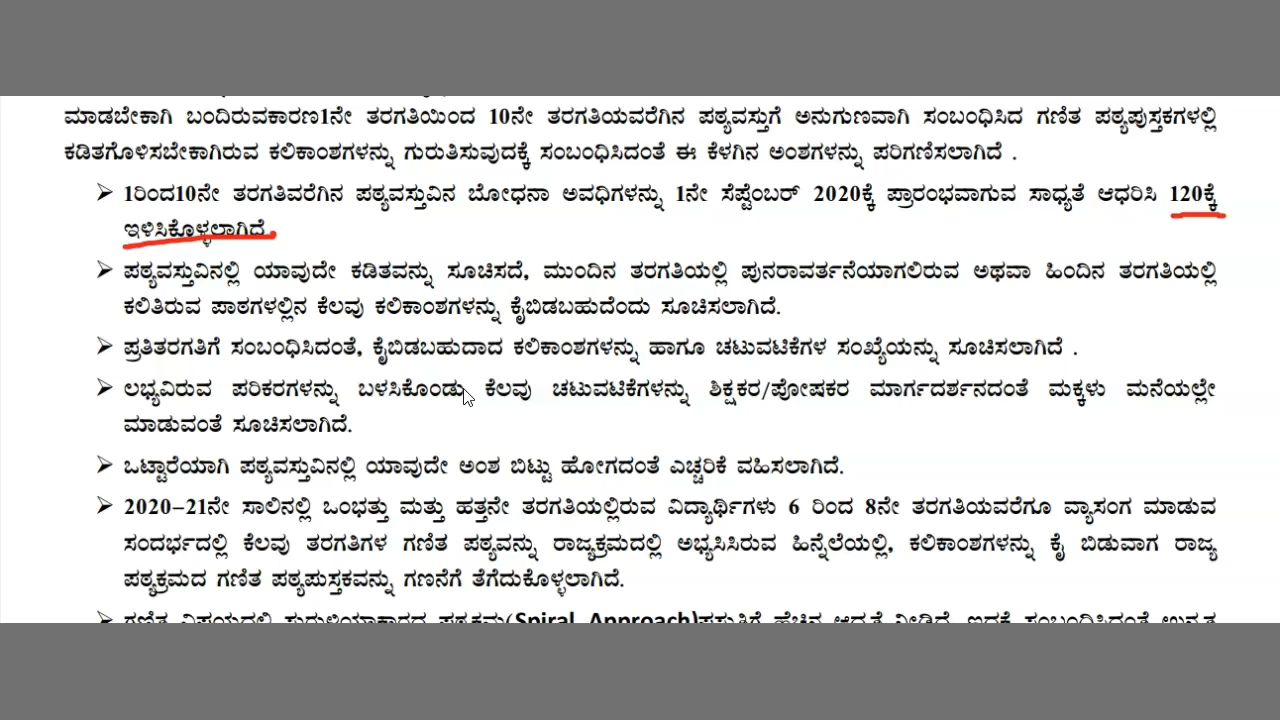 ಮಾಡಬೇಕಾಗಿ ಬಂದಿರುವಕಾರಣ1ನೇ ತರಗತಿಯಿಂದ 10ನೇ ತರಗತಿಯವರೆಗಿನ ಪಠ್ಯವಸ್ತುಗೆ ಅನುಗುಣವಾಗಿ ಸಂಬಂಧಿಸಿದ ಗಣಿತ ಪಠ್ಯಪುಸ್ತಕಗಳಲ್ಲಿ
ಕಡಿತಗೊಳಿಸಬೇಕಾಗಿರುವ ಕಲಿಕಾಂಶಗಳನ್ನು ಗುರುತಿಸುವುದಕ್ಕೆ ಸಂಬಂಧಿಸಿದಂತೆ ಈ ಕೆಳಗಿನ ಅಂಶಗಳನ್ನು ಪರಿಗಣಿಸಲಾಗಿದೆ .
➢ 1ರಿಂದ10ನೇ ತರಗತಿವರೆಗಿನ ಪಠ್ಯವಸ್ತುವಿನ ಬೋಧನಾ ಅವಧಿಗಳನ್ನು 1ನೇ ಸೆಪ್ಟೆಂಬರ್ 2020ಕ್ಕೆ ಪ್ರಾರಂಭವಾಗುವ ಸಾಧ್ಯತೆ ಆಧರಿಸಿ 120ಕ್ಕೆ
ಇಳಿಸಿಕೊಳ್ಳಲಾಗಿದೆ.
➢ ಪಠ್ಯವಸ್ತುವಿನಲ್ಲಿ ಯಾವುದೇ ಕಡಿತವನ್ನು ಸೂಚಿಸದೆ, ಮುಂದಿನ ತರಗತಿಯಲ್ಲಿ ಪುನರಾವರ್ತನೆಯಾಗಲಿರುವ ಅಥವಾ ಹಿಂದಿನ ತರಗತಿಯಲ್ಲಿ
ಕಲಿತಿರುವ ಪಾಠಗಳಲ್ಲಿನ ಕೆಲವು ಕಲಿಕಾಂಶಗಳನ್ನು ಕೈಬಿಡಬಹುದೆಂದು ಸೂಚಿಸಲಾಗಿದೆ.
➢ ಪ್ರತಿತರಗತಿಗೆ ಸಂಬಂಧಿಸಿದಂತೆ, ಕೈಬಿಡಬಹುದಾದ ಕಲಿಕಾಂಶಗಳನ್ನು ಹಾಗೂ ಚಟುವಟಿಕೆಗಳ ಸಂಖ್ಯೆಯನ್ನು ಸೂಚಿಸಲಾಗಿದೆ .
➢ ಲಭ್ಯವಿರುವ ಪರಿಕರಗಳನ್ನು ಬಳಸಿಕೊಂಡು ಕೆಲವು ಚಟುವಟಿಕೆಗಳನ್ನು ಶಿಕ್ಷಕರ/ಪೋಷಕರ ಮಾರ್ಗದರ್ಶನದಂತೆ ಮಕ್ಕಳು ಮನೆಯಲ್ಲೇ
ಮಾಡುವಂತೆ ಸೂಚಿಸಲಾಗಿದೆ.
➢ ಒಟ್ಟಾರೆಯಾಗಿ ಪಠ್ಯವಸ್ತುವಿನಲ್ಲಿ ಯಾವುದೇ ಅಂಶ ಬಿಟ್ಟು ಹೋಗದಂತೆ ಎಚ್ಚರಿಕೆ ವಹಿಸಲಾಗಿದೆ.
➢ 2020–21ನೇ ಸಾಲಿನಲ್ಲಿ ಒಂಭತ್ತು ಮತ್ತು ಹತ್ತನೇ ತರಗತಿಯಲ್ಲಿರುವ ವಿದ್ಯಾರ್ಥಿಗಳು 6 ರಿಂದ 8ನೇ ತರಗತಿಯವರೆಗೂ ವ್ಯಾಸಂಗ ಮಾಡುವ
ಸಂದರ್ಭದಲ್ಲಿ ಕೆಲವು ತರಗತಿಗಳ ಗಣಿತ ಪಠ್ಯವನ್ನು ರಾಜ್ಯಕ್ರಮದಲ್ಲಿ ಅಭ್ಯಸಿಸಿರುವ ಹಿನ್ನೆಲೆಯಲ್ಲಿ, ಕಲಿಕಾಂಶಗಳನ್ನು ಕೈ ಬಿಡುವಾಗ ರಾಜ್ಯ
ಪಠ್ಯಕ್ರಮದ ಗಣಿತ ಪಠ್ಯಪುಸ್ತಕವನ್ನು ಗಣನೆಗೆ ತೆಗೆದುಕೊಳ್ಳಲಾಗಿದೆ.
➢ ಗಣಿತ ವಿಷಯದಲ್ಲಿ (Spiral Approach)